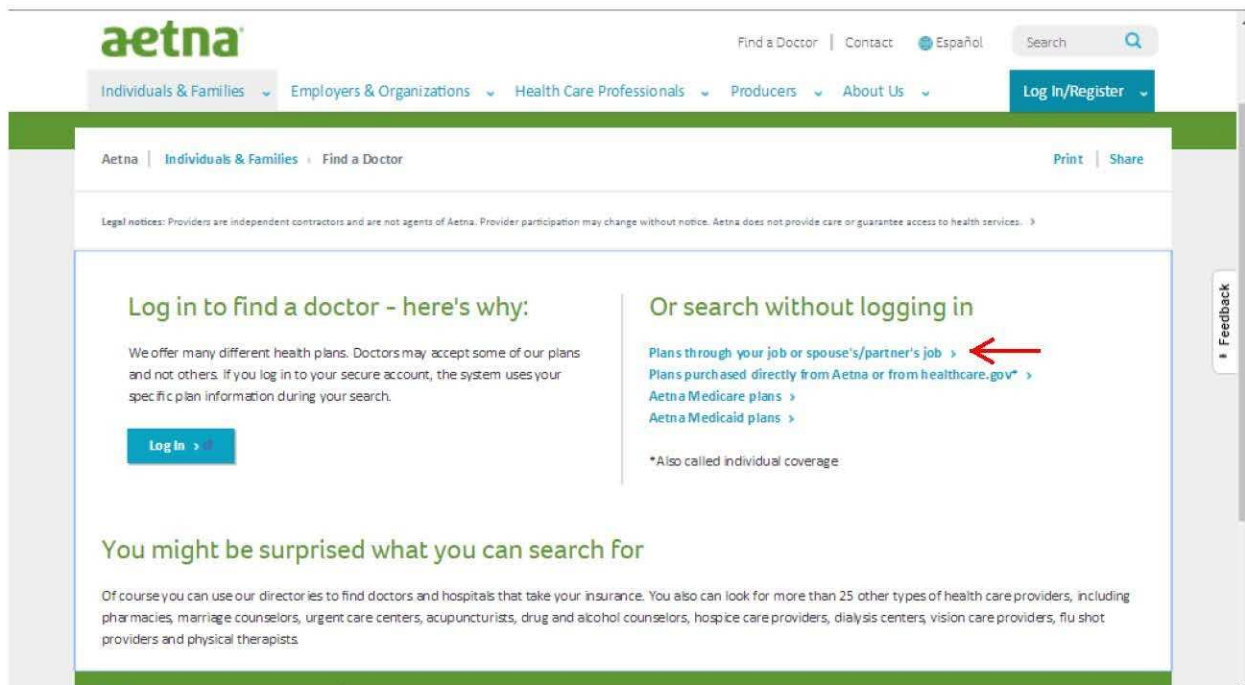 aetna
Find a Doctor | Contact Español Search
Individuals & Families Employers & Organizations Health Care Professionals Producers About Us Log In/Register
Aetna | Individuals & Families › Find a Doctor Print | Share
Legal notices: Providers are independent contractors and are not agents of Aetna. Provider participation may change without notice. Aetna does not provide care or guarantee access to health services. ›
Log in to find a doctor - here's why:
We offer many different health plans. Doctors may accept some of our plans
and not others. If you log in to your secure account, the system uses your
specific plan information during your search.
Log In ›
Or search without logging in
Plans through your job or spouse's/partner's job ›
Plans purchased directly from Aetna or from healthcare.gov* ›
Aetna Medicare plans ›
Aetna Medicaid plans ›
*Also called individual coverage
Feedback
You might be surprised what you can search for
Of course you can use our directories to find doctors and hospitals that take your insurance. You also can look for more than 25 other types of health care providers, including
pharmacies, marriage counselors, urgent care centers, acupuncturists, drug and alcohol counselors, hospice care providers, dialysis centers, vision care providers, flu shot
providers and physical therapists.